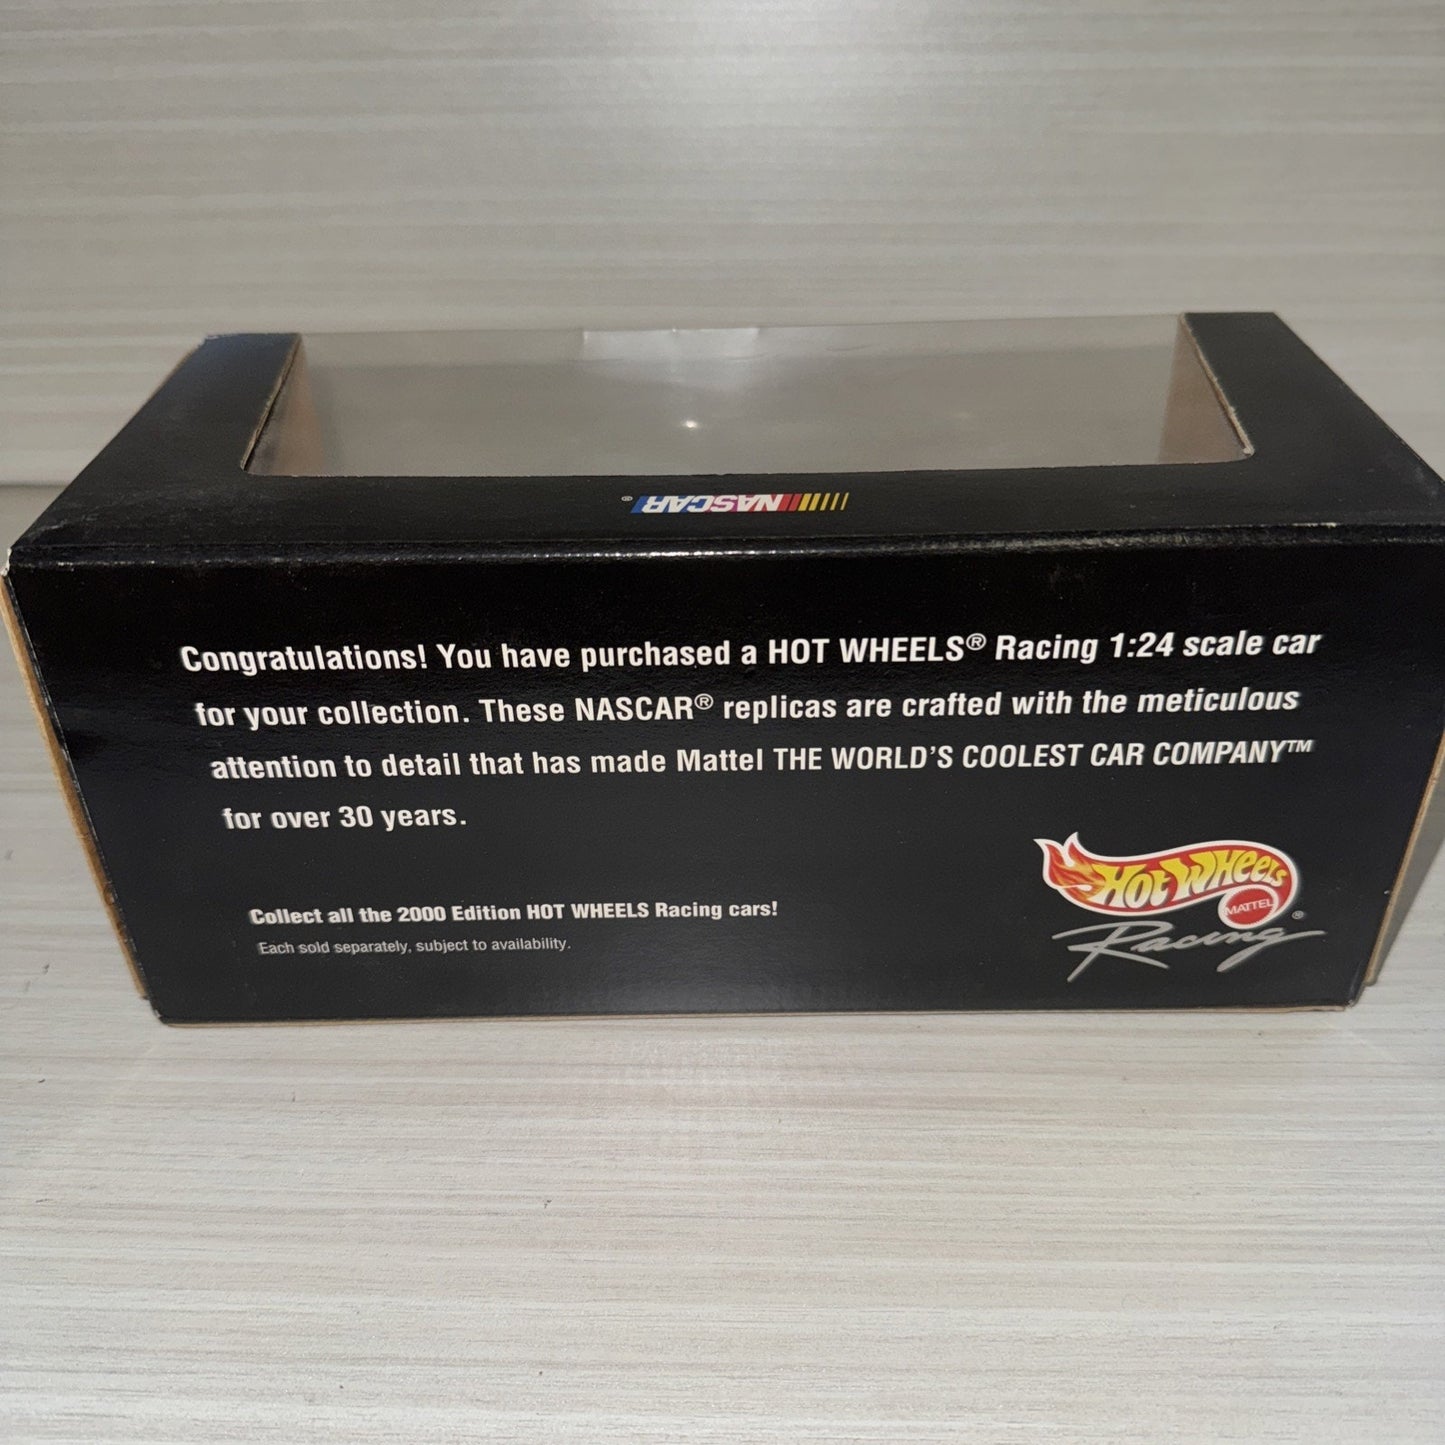 NASCAR®
Congratulations! You have purchased a HOT WHEELS® Racing 1:24 scale car
for your collection. These NASCAR® replicas are crafted with the meticulous
attention to detail that has made Mattel THE WORLD'S COOLEST CAR COMPANY™
for over 30 years.
Collect all the 2000 Edition HOT WHEELS Racing cars!
Each sold separately, subject to availability.
Hot Wheels
MATTEL ®
Racing